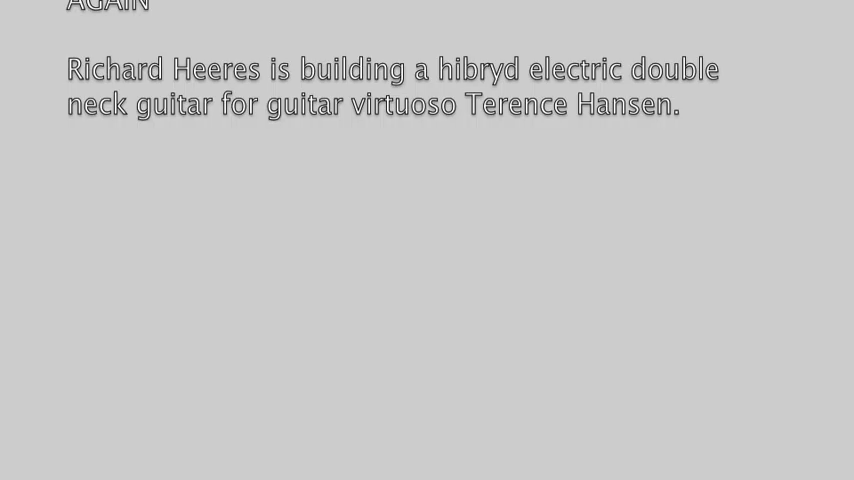 AGAIN
Richard Heeres is building a hibryd electric double
neck guitar for guitar virtuoso Terence Hansen.